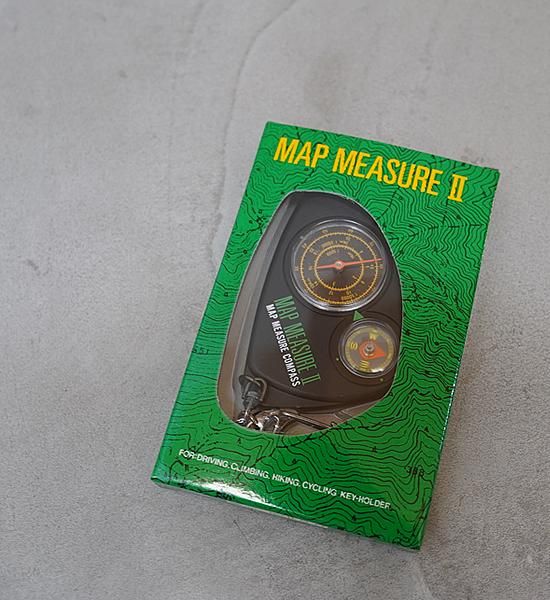 MAP MEASURE II
MAP MEASURE II
MAP MEASURE COMPASS
FOR: DRIVING. CLIMBING. HIKING. CYCLING KEY-HOLDER